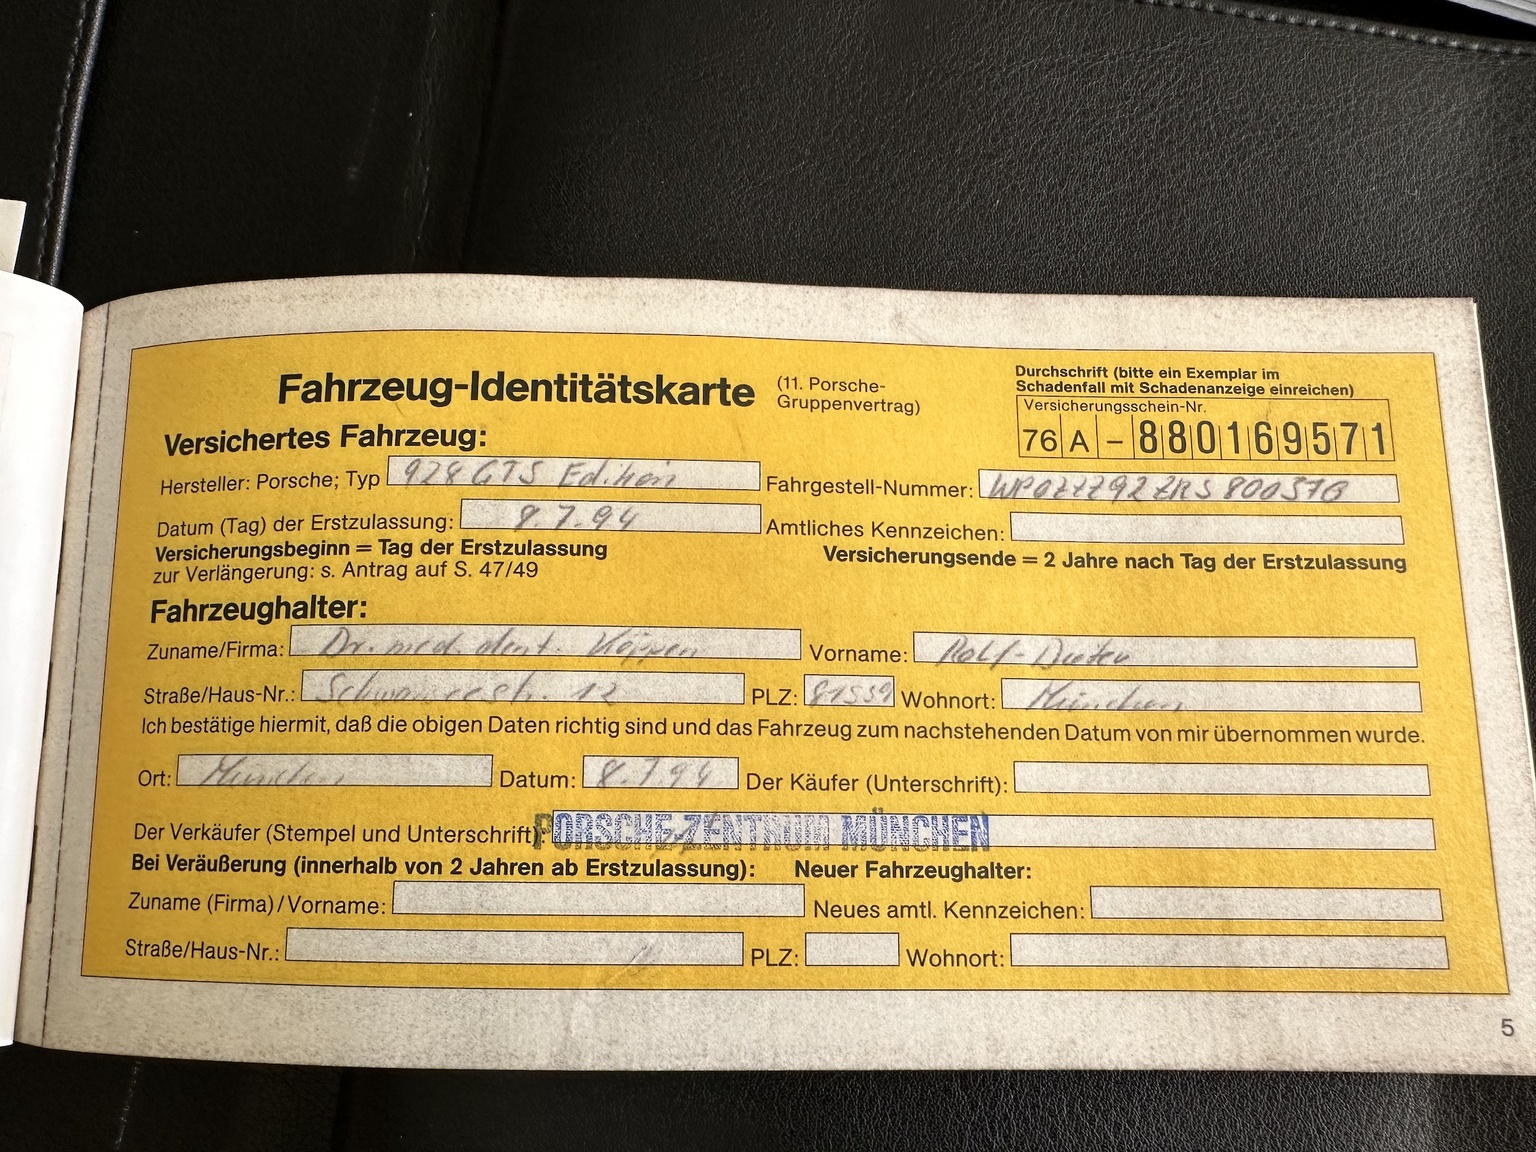 Fahrzeug-Identitätskarte (11. Porsche-Gruppenvertrag)
Durchschrift (bitte ein Exemplar im
Schadenfall mit Schadenanzeige einreichen)
Versicherungsschein-Nr.
76 A – 880169571
Versichertes Fahrzeug:
Hersteller: Porsche; Typ 928 GTS Edition Fahrgestell-Nummer:
Datum (Tag) der Erstzulassung: 8.7.94 Amtliches Kennzeichen:
Versicherungsbeginn = Tag der Erstzulassung Versicherungsende = 2 Jahre nach Tag der Erstzulassung
zur Verlängerung: s. Antrag auf S. 47/49
Fahrzeughalter:
Zuname/Firma: Dr. med. dent. Köppen Vorname: Rolf-Dieter
Straße/Haus-Nr.: 12 PLZ: 81539 Wohnort: München
Ich bestätige hiermit, daß die obigen Daten richtig sind und das Fahrzeug zum nachstehenden Datum von mir übernommen wurde.
Ort: München Datum: 8.7.94 Der Käufer (Unterschrift):
Der Verkäufer (Stempel und Unterschrift) PORSCHE-ZENTRUM MÜNCHEN
Bei Veräußerung (innerhalb von 2 Jahren ab Erstzulassung): Neuer Fahrzeughalter:
Zuname (Firma)/Vorname: Neues amtl. Kennzeichen:
Straße/Haus-Nr.: PLZ: Wohnort:
5